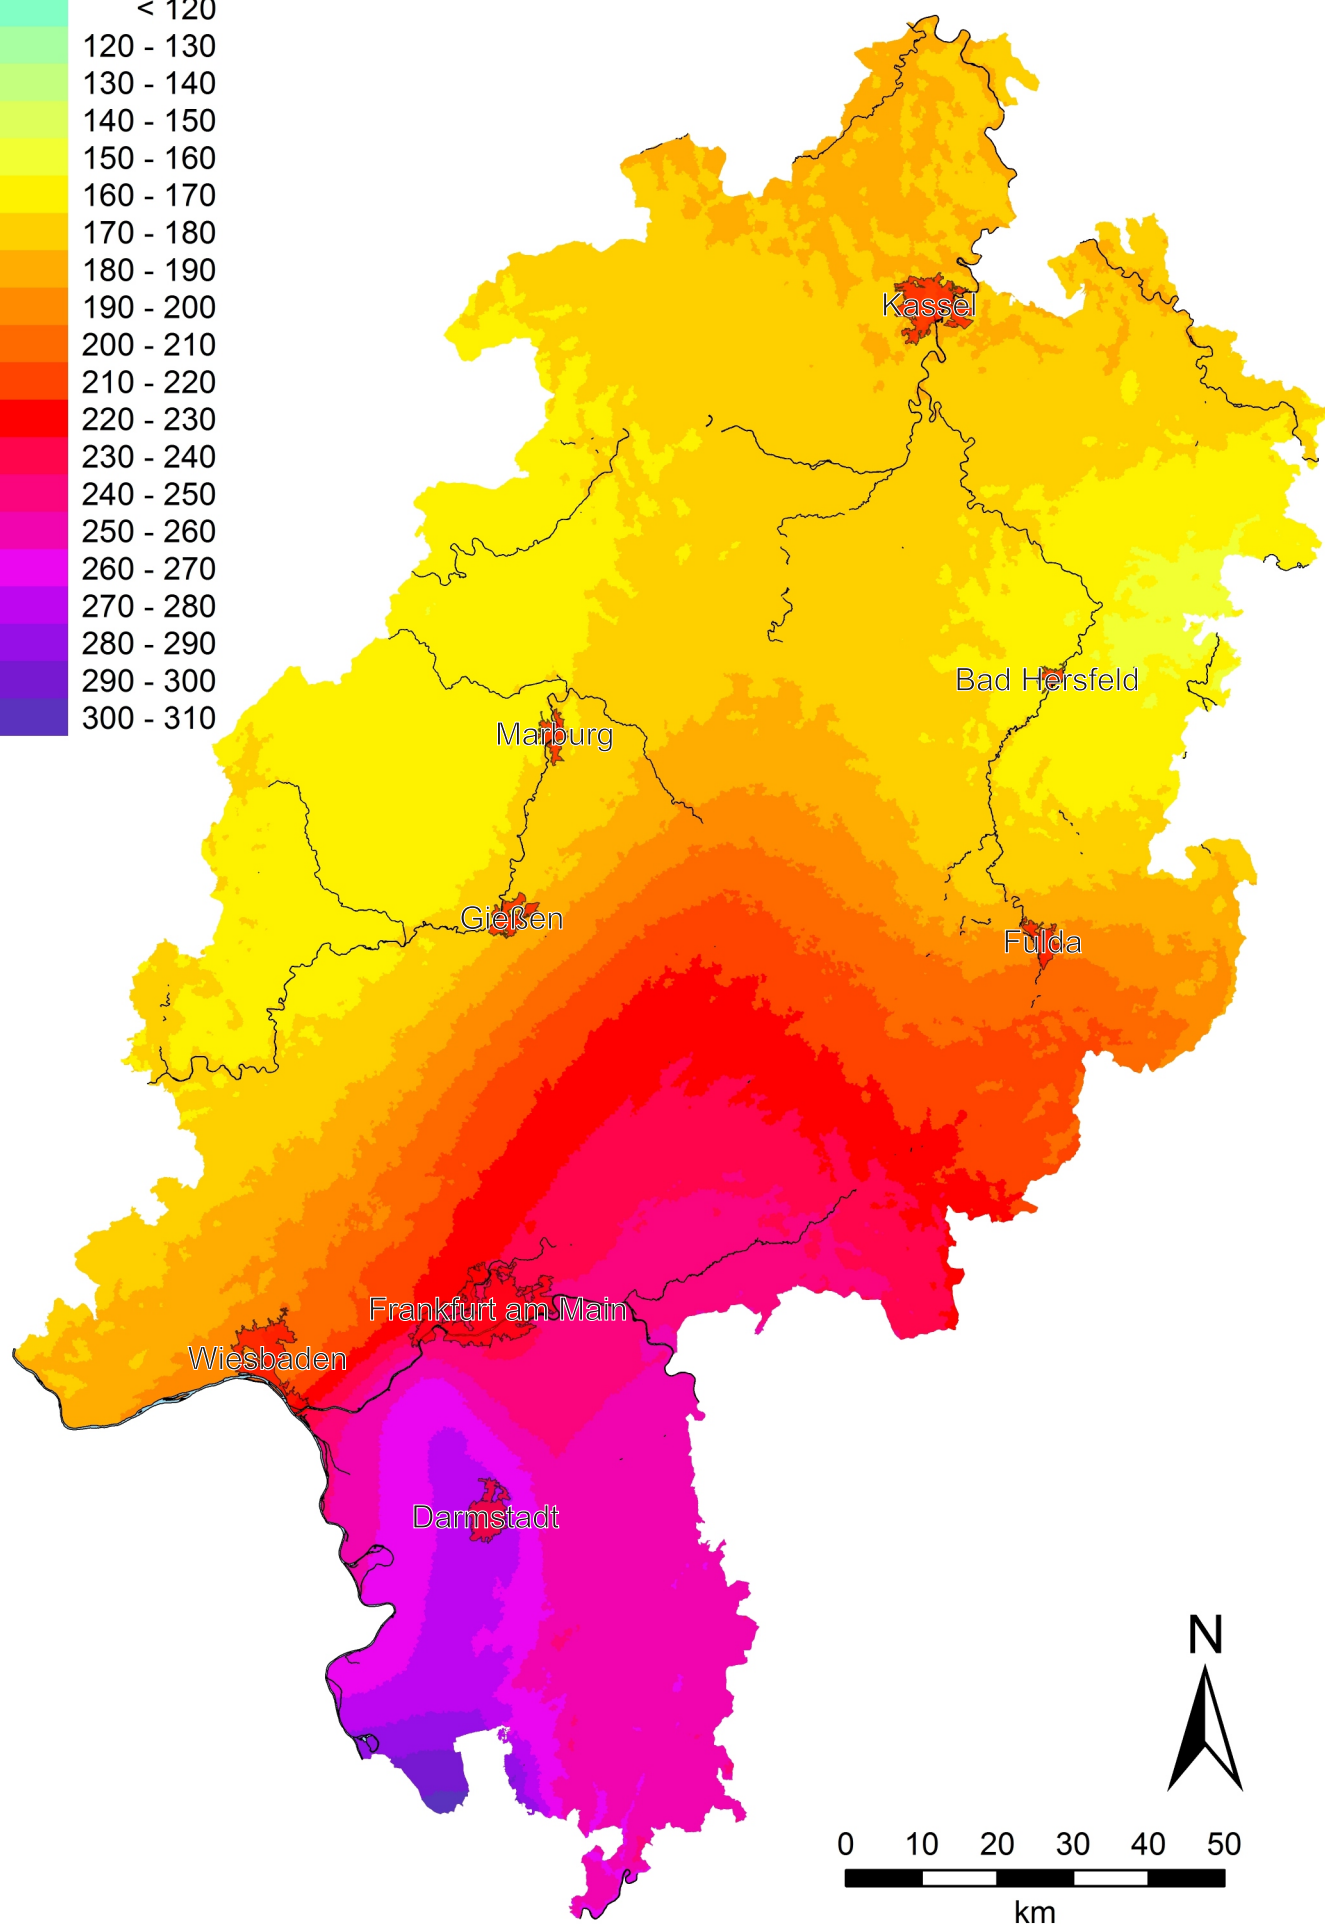 < 120
120 - 130
130 - 140
140 - 150
150 - 160
160 - 170
170 - 180
180 - 190
190 - 200
200 - 210
210 - 220
220 - 230
230 - 240
240 - 250
250 - 260
260 - 270
270 - 280
280 - 290
290 - 300
300 - 310
Kassel
Bad Hersfeld
Marburg
Gießen
Fulda
Frankfurt am Main
Wiesbaden
Darmstadt
N
0 10 20 30 40 50
km